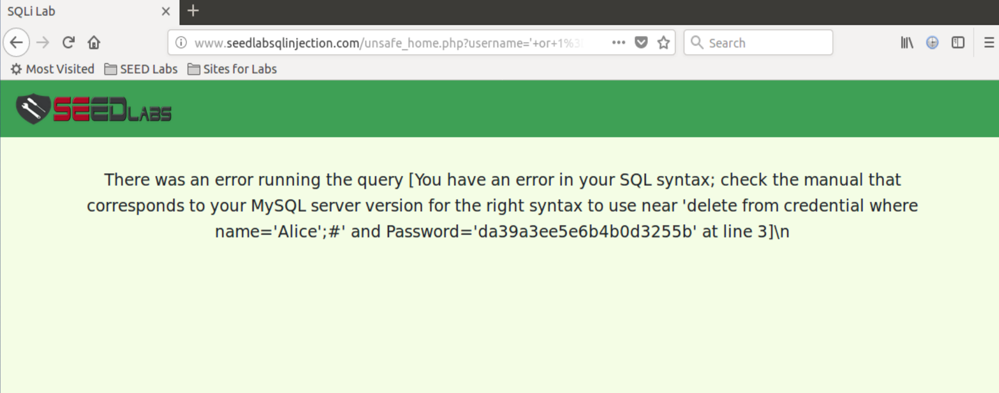 SQLi Lab
www.seedlabsqlinjection.com/unsafe_home.php?username='+or+1%3
Search
Most Visited SEED Labs Sites for Labs
SEEDLABS
There was an error running the query [You have an error in your SQL syntax; check the manual that
corresponds to your MySQL server version for the right syntax to use near 'delete from credential where
name='Alice';#' and Password='da39a3ee5e6b4b0d3255b' at line 3]\n